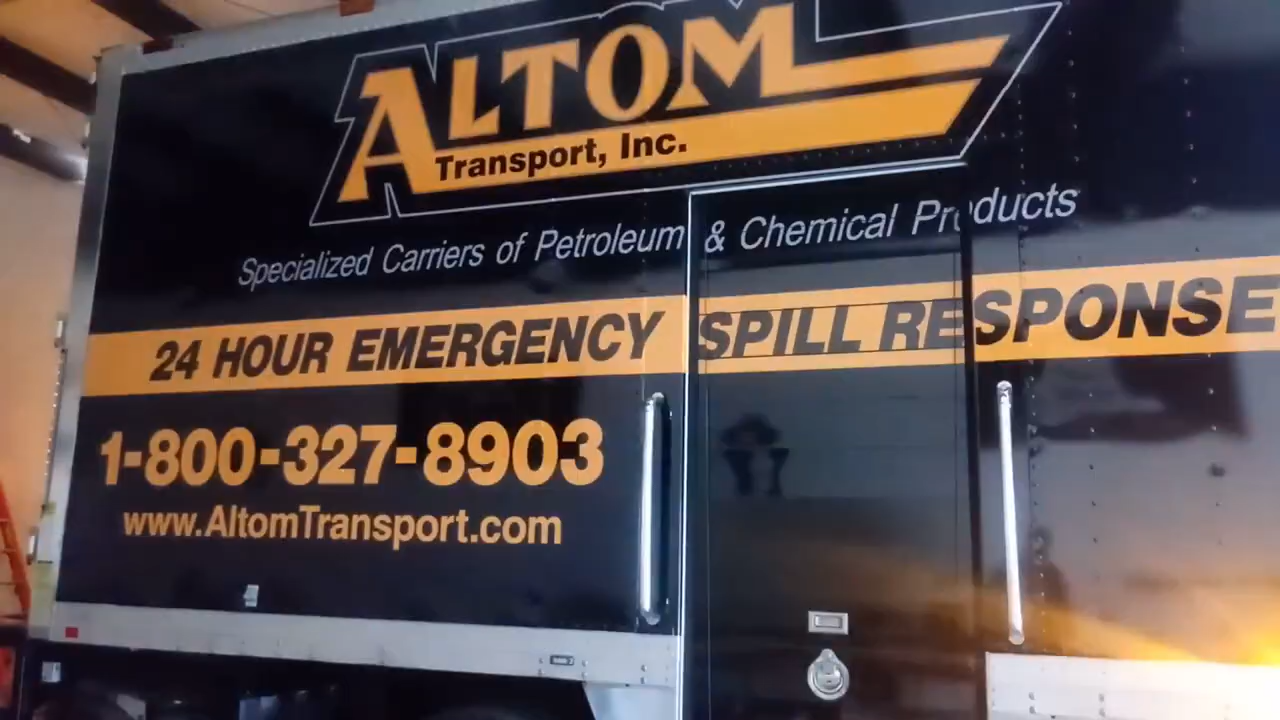 ALTOM
Transport, Inc.
Specialized Carriers of Petroleum & Chemical Products
24 HOUR EMERGENCY SPILL RESPONSE
1-800-327-8903
www.AltomTransport.com